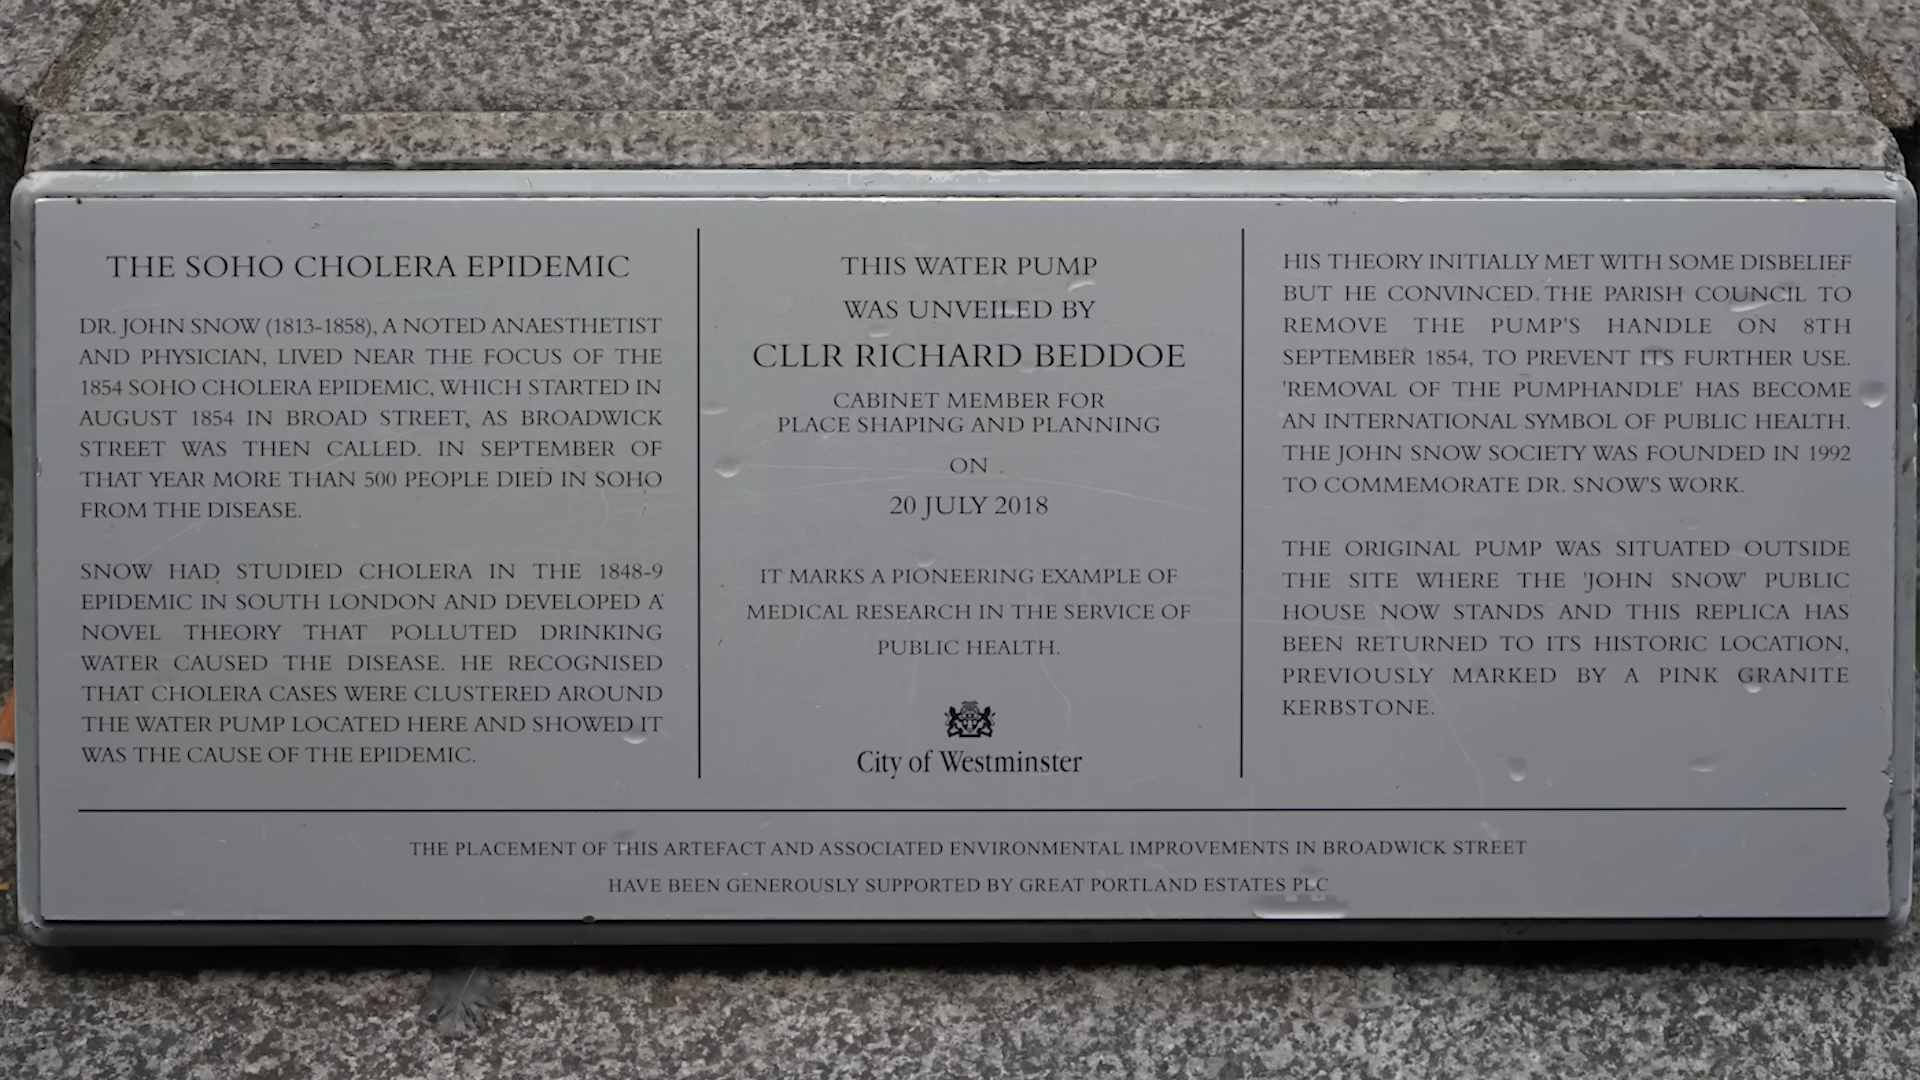 THE SOHO CHOLERA EPIDEMIC
DR. JOHN SNOW (1813-1858), A NOTED ANAESTHETIST
AND PHYSICIAN, LIVED NEAR THE FOCUS OF THE
1854 SOHO CHOLERA EPIDEMIC, WHICH STARTED IN
AUGUST 1854 IN BROAD STREET, AS BROADWICK
STREET WAS THEN CALLED. IN SEPTEMBER OF
THAT YEAR MORE THAN 500 PEOPLE DIED IN SOHO
FROM THE DISEASE.
SNOW HAD STUDIED CHOLERA IN THE 1848-9
EPIDEMIC IN SOUTH LONDON AND DEVELOPED A
NOVEL THEORY THAT POLLUTED DRINKING
WATER CAUSED THE DISEASE. HE RECOGNISED
THAT CHOLERA CASES WERE CLUSTERED AROUND
THE WATER PUMP LOCATED HERE AND SHOWED IT
WAS THE CAUSE OF THE EPIDEMIC.
THIS WATER PUMP
WAS UNVEILED BY
CLLR RICHARD BEDDOE
CABINET MEMBER FOR
PLACE SHAPING AND PLANNING
ON
20 JULY 2018
IT MARKS A PIONEERING EXAMPLE OF
MEDICAL RESEARCH IN THE SERVICE OF
PUBLIC HEALTH.
City of Westminster
HIS THEORY INITIALLY MET WITH SOME DISBELIEF
BUT HE CONVINCED THE PARISH COUNCIL TO
REMOVE THE PUMP'S HANDLE ON 8TH
SEPTEMBER 1854, TO PREVENT ITS FURTHER USE.
'REMOVAL OF THE PUMPHANDLE' HAS BECOME
AN INTERNATIONAL SYMBOL OF PUBLIC HEALTH.
THE JOHN SNOW SOCIETY WAS FOUNDED IN 1992
TO COMMEMORATE DR. SNOW'S WORK.
THE ORIGINAL PUMP WAS SITUATED OUTSIDE
THE SITE WHERE THE 'JOHN SNOW' PUBLIC
HOUSE NOW STANDS AND THIS REPLICA HAS
BEEN RETURNED TO ITS HISTORIC LOCATION,
PREVIOUSLY MARKED BY A PINK GRANITE
KERBSTONE.
THE PLACEMENT OF THIS ARTEFACT AND ASSOCIATED ENVIRONMENTAL IMPROVEMENTS IN BROADWICK STREET
HAVE BEEN GENEROUSLY SUPPORTED BY GREAT PORTLAND ESTATES PLC